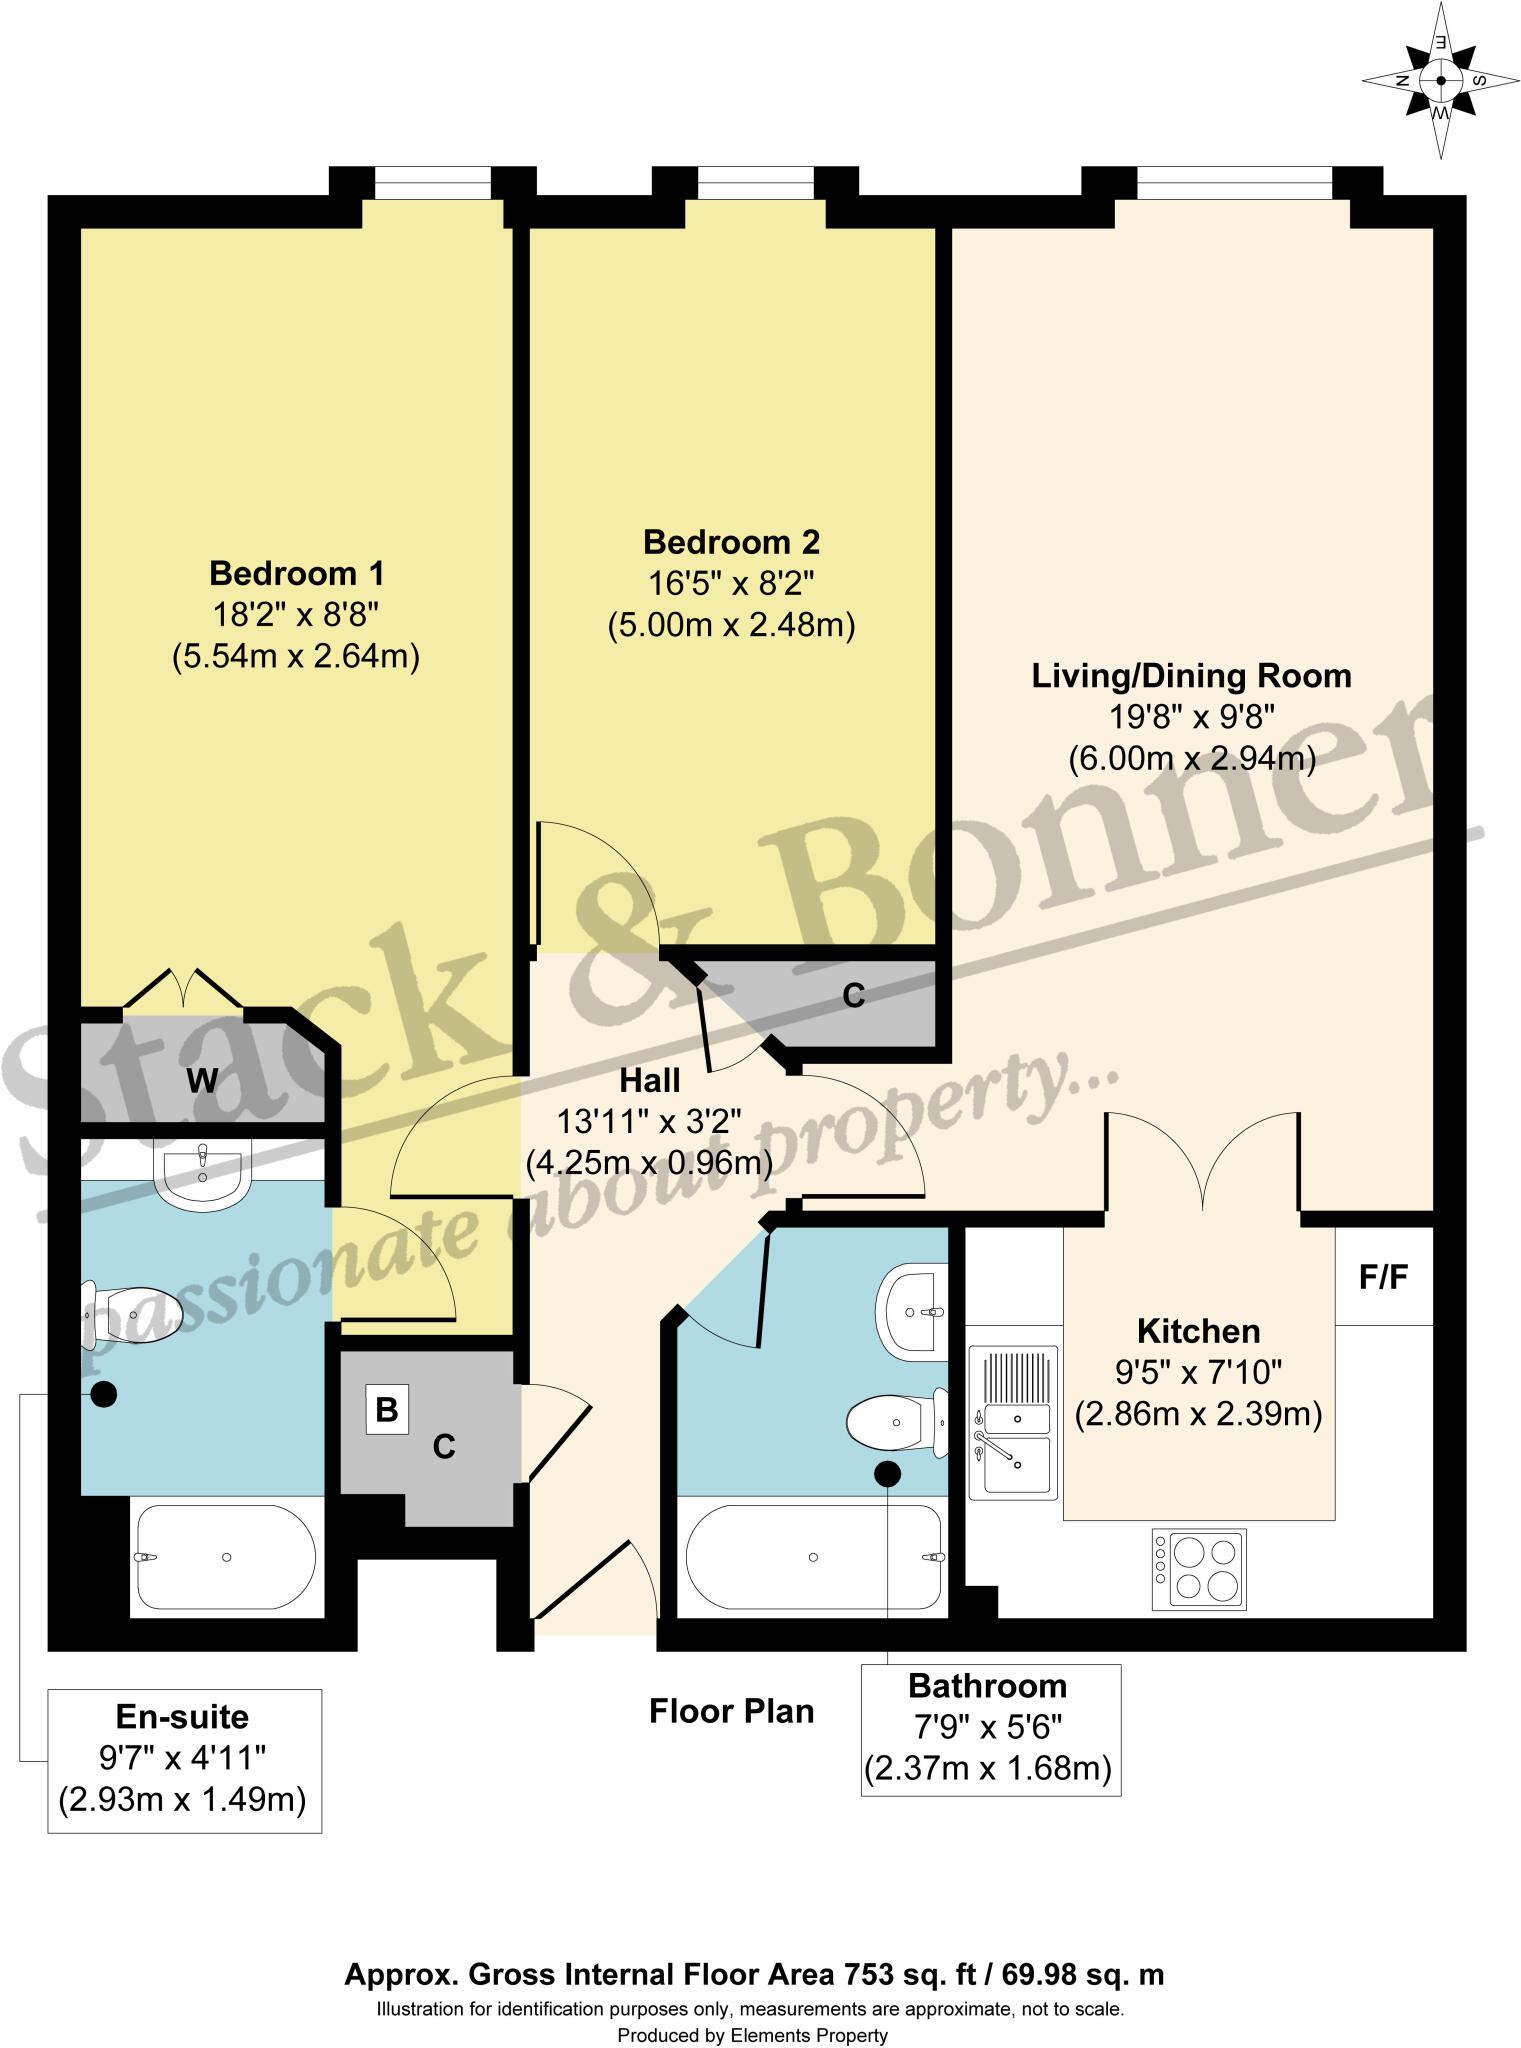 E
N
S
W
Bedroom 1
18'2" x 8'8"
(5.54m x 2.64m)
Bedroom 2
16'5" x 8'2"
(5.00m x 2.48m)
Living/Dining Room
19'8" x 9'8"
(6.00m x 2.94m)
Stack & Bonner
passionate about property...
C
W
Hall
13'11" x 3'2"
(4.25m x 0.96m)
F/F
Kitchen
9'5" x 7'10"
(2.86m x 2.39m)
B
C
En-suite
9'7" x 4'11"
(2.93m x 1.49m)
Floor Plan
Bathroom
7'9" x 5'6"
(2.37m x 1.68m)
Approx. Gross Internal Floor Area 753 sq. ft / 69.98 sq. m
Illustration for identification purposes only, measurements are approximate, not to scale.
Produced by Elements Property